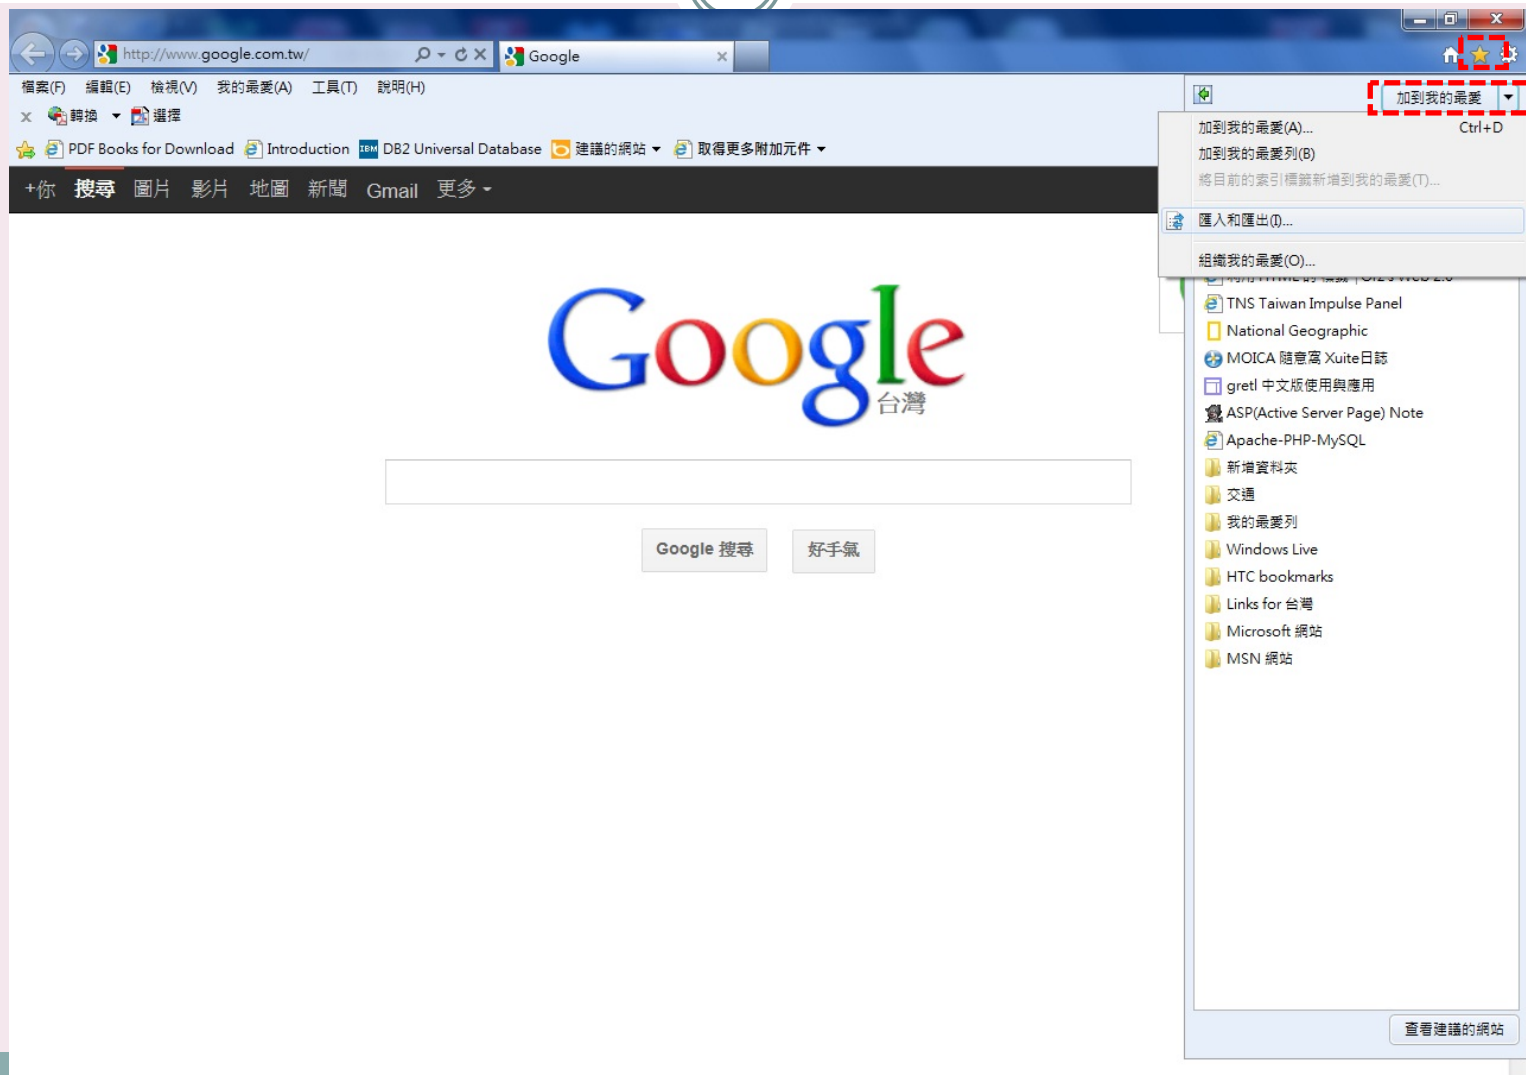 http://www.google.com.tw/
Google
檔案(F) 編輯(E) 檢視(V) 我的最愛(A) 工具(T) 說明(H)
加到我的最愛
x 轉換 選擇
加到我的最愛(A)... Ctrl+D
PDF Books for Download Introduction IBM DB2 Universal Database 建議的網站 取得更多附加元件
加到我的最愛列(B)
將目前的索引標籤新增到我的最愛(T)...
+你 搜尋 圖片 影片 地圖 新聞 Gmail 更多
匯入和匯出(I)...
組織我的最愛(O)...
TNS Taiwan Impulse Panel
National Geographic
MOICA 隨意窩 Xuite日誌
gretl 中文版使用與應用
ASP(Active Server Page) Note
Apache-PHP-MySQL
新增資料夾
交通
我的最愛列
Windows Live
HTC bookmarks
Links for 台灣
Microsoft 網站
MSN 網站
Google
台灣
Google 搜尋 好手氣
查看建議的網站